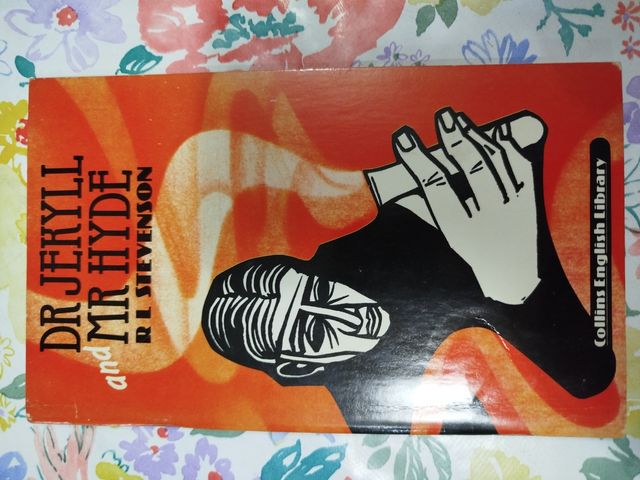 DR JEKYLL
and MR HYDE
R L STEVENSON
Collins English Library